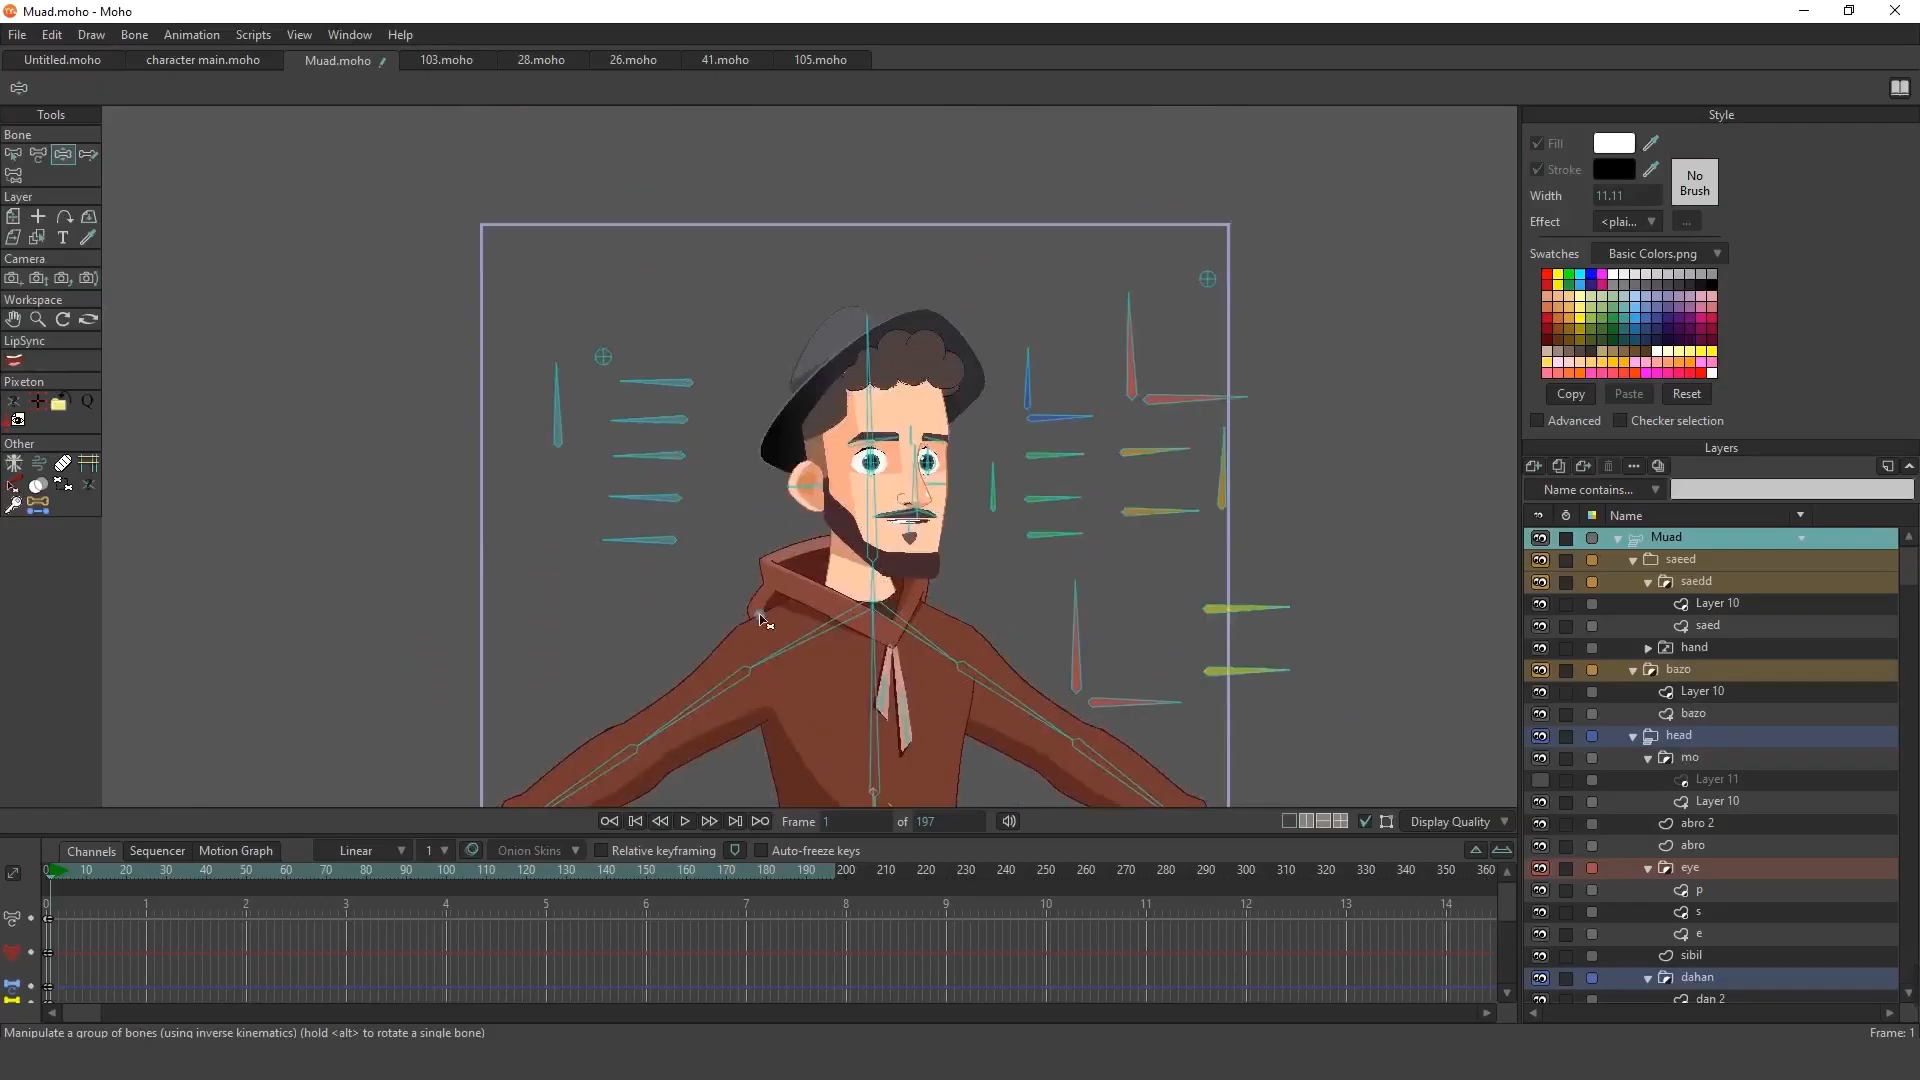 Muad.moho - Moho
File Edit Draw Bone Animation Scripts View Window Help
Untitled.moho character main.moho Muad.moho 103.moho 28.moho 26.moho 41.moho 105.moho
Tools
Bone
Layer
T
Camera
Workspace
LipSync
Pixeton
Q
Other
Style
Fill
Stroke
No Brush
Width 11.11
Effect <plai... ...
Swatches Basic Colors.png
Copy Paste Reset
Advanced Checker selection
Layers
Name contains...
Name
Muad
saeed
saedd
Layer 10
saed
hand
bazo
Layer 10
bazo
head
mo
Layer 11
Layer 10
abro 2
abro
eye
p
s
e
sibil
dahan
dan 2
Frame 1 of 197 Display Quality
Channels Sequencer Motion Graph Linear 1 Onion Skins Relative keyframing Auto-freeze keys
0 10 20 30 40 50 60 70 80 90 100 110 120 130 140 150 160 170 180 190 200 210 220 230 240 250 260 270 280 290 300 310 320 330 340 350 360
0 1 2 3 4 5 6 7 8 9 10 11 12 13 14
Manipulate a group of bones (using inverse kinematics) (hold <alt> to rotate a single bone) Frame: 1